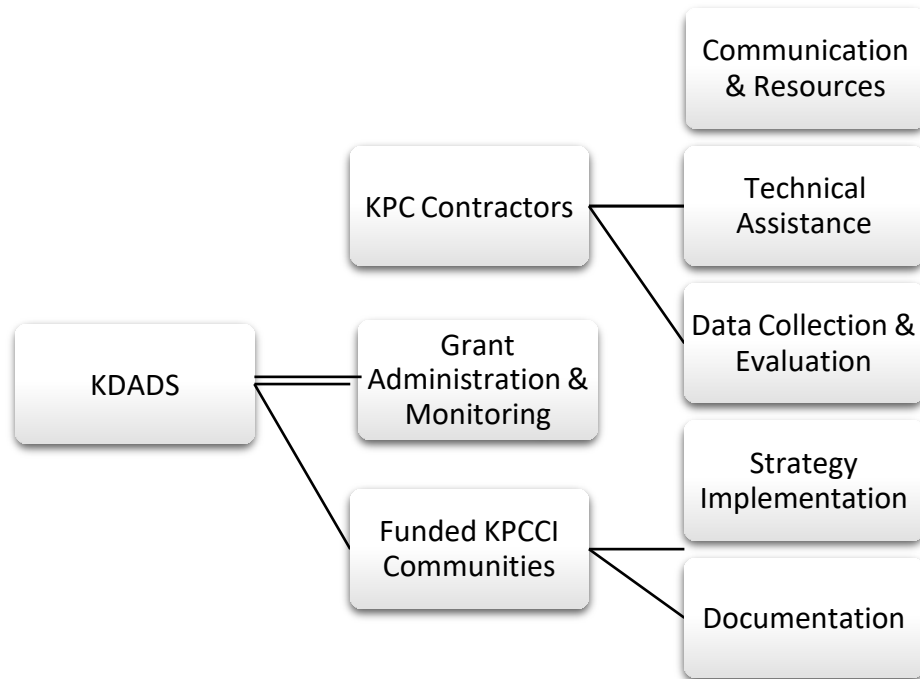 Communication
& Resources
KPC Contractors
Technical
Assistance
Data Collection &
Evaluation
KDADS
Grant
Administration &
Monitoring
Strategy
Implementation
Funded KPCCI
Communities
Documentation